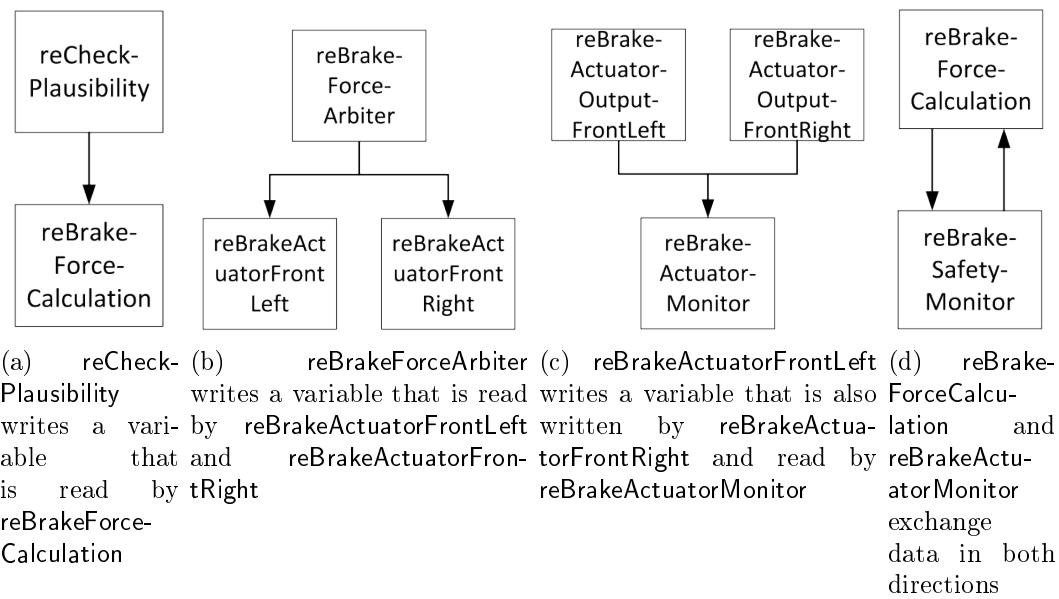 reCheck-
Plausibility
reBrake-
Force-
Calculation
reBrake-
Force-
Arbiter
reBrakeAct
uatorFront
Left
reBrakeAct
uatorFront
Right
reBrake-
Actuator-
Output-
FrontLeft
reBrake-
Actuator-
Output-
FrontRight
reBrake-
Actuator-
Monitor
reBrake-
Force-
Calculation
reBrake-
Safety-
Monitor
(a) reCheck-
Plausibility
writes a vari-
able that
is read by
reBrakeForce-
Calculation
(b) reBrakeForceArbiter
writes a variable that is read
by reBrakeActuatorFrontLeft
and reBrakeActuatorFron-
tRight
(c) reBrakeActuatorFrontLeft
writes a variable that is also
written by reBrakeActua-
torFrontRight and read by
reBrakeActuatorMonitor
(d) reBrake-
ForceCalcu-
lation and
reBrakeActu-
atorMonitor
exchange
data in both
directions